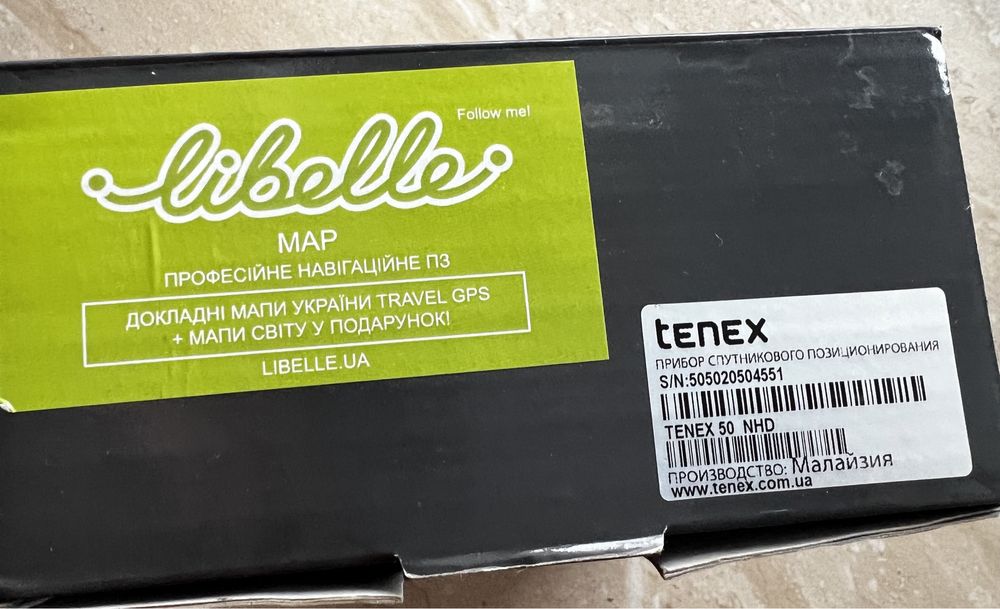 Follow me!
libelle
MAP
ПРОФЕСІЙНЕ НАВІГАЦІЙНЕ ПЗ
ДОКЛАДНІ МАПИ УКРАЇНИ TRAVEL GPS
+ МАПИ СВІТУ У ПОДАРУНОК!
LIBELLE.UA
tenex
ПРИБОР СПУТНИКОВОГО ПОЗИЦИОНИРОВАНИЯ
S/N:505020504551
TENEX 50 NHD
ПРОИЗВОДСТВО: Малайзия
www.tenex.com.ua